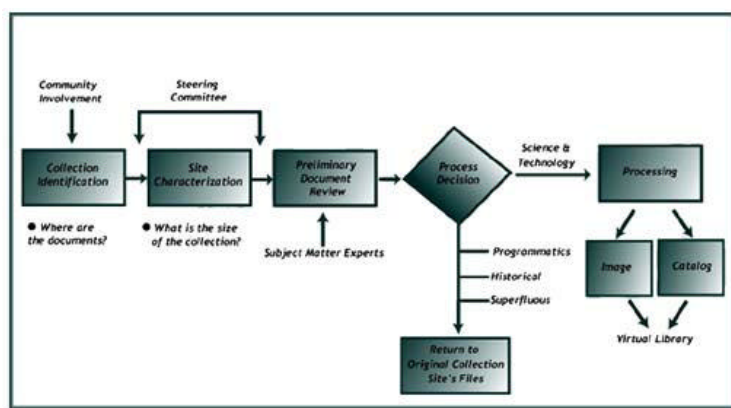 Community
Involvement
Steering
Committee
Collection
Identification
Site
Characterization
Preliminary
Document
Review
Process
Decision
Science &
Technology
Processing
● Where are
the documents?
● What is the size
of the collection?
Subject Matter Experts
Programmatics
Historical
Superfluous
Image
Catalog
Virtual Library
Return to
Original Collection
Site's Files